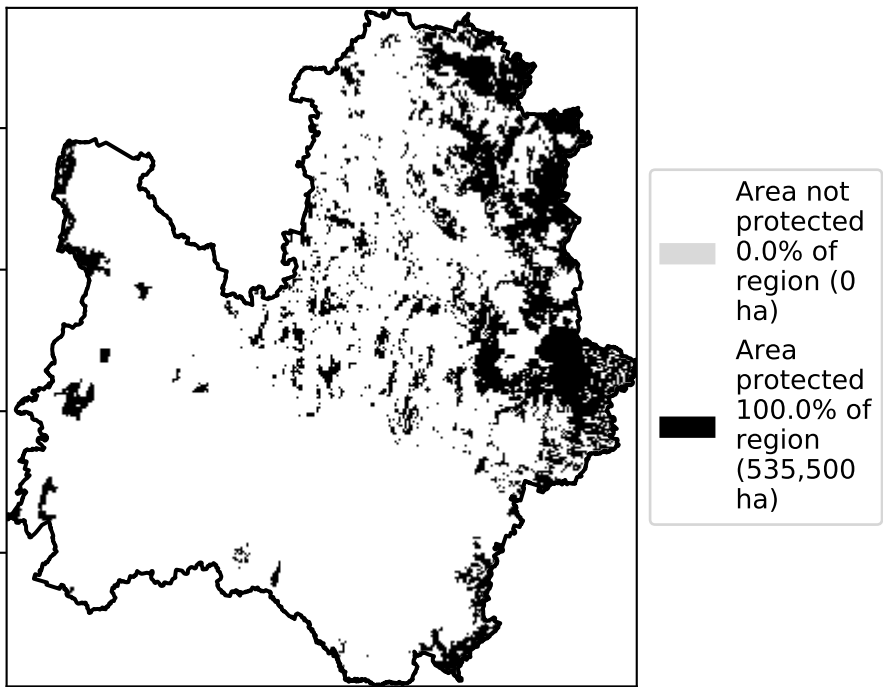 Area not
protected
0.0% of
region (0
ha)
Area
protected
100.0% of
region
(535,500
ha)